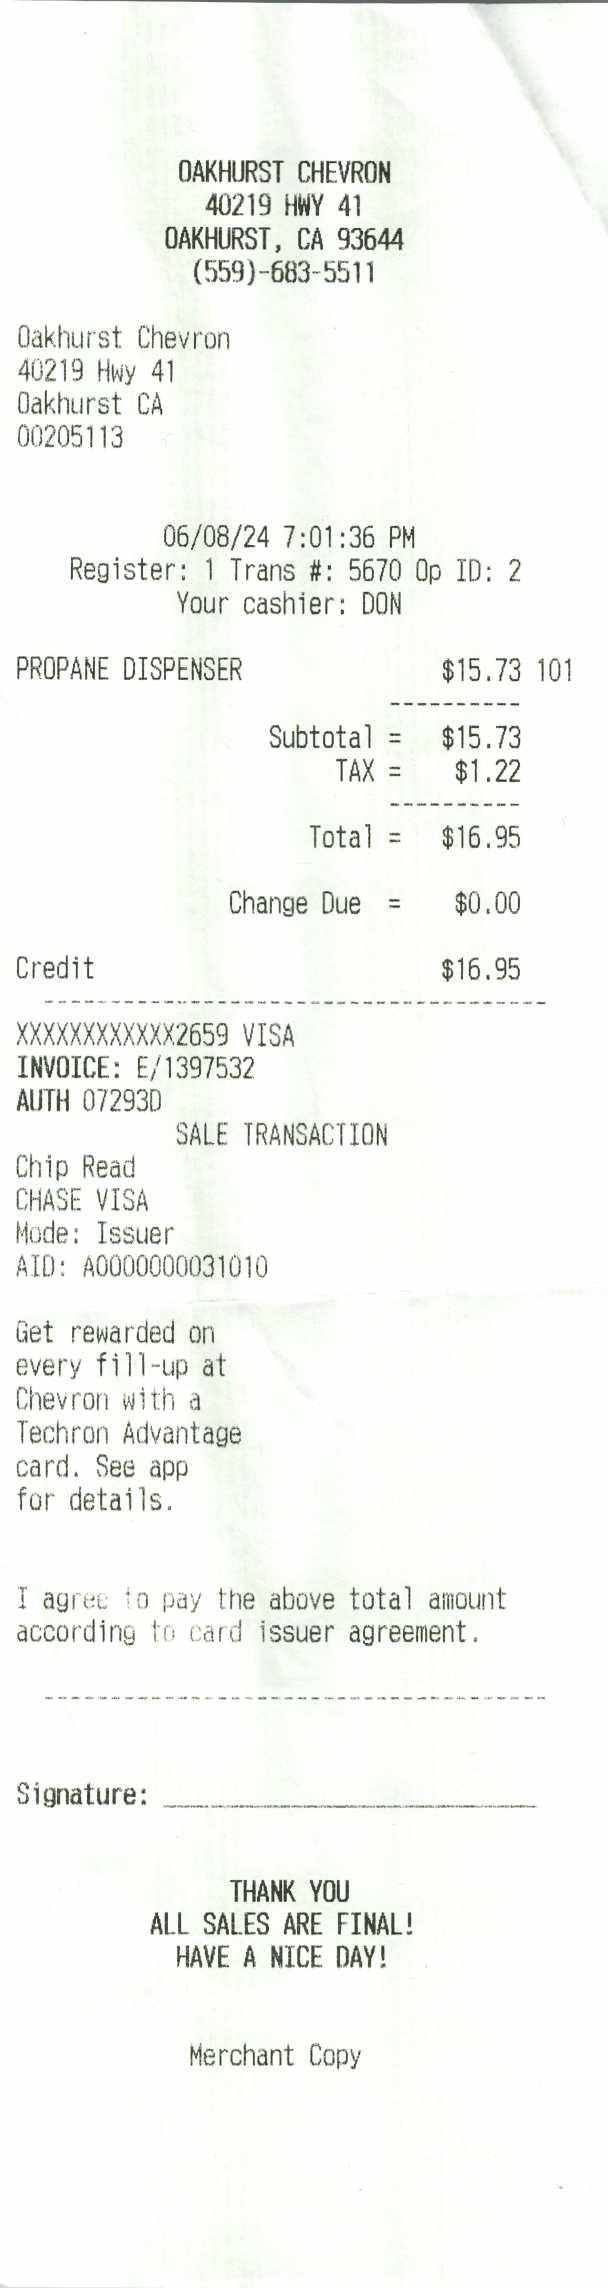 OAKHURST CHEVRON
40219 HWY 41
OAKHURST, CA 93644
(559)-683-5511
Oakhurst Chevron
40219 Hwy 41
Oakhurst CA
00205113
06/08/24 7:01:36 PM
Register: 1 Trans #: 5670 Op ID: 2
Your cashier: DON
PROPANE DISPENSER $15.73 101
----------
Subtotal = $15.73
TAX = $1.22
----------
Total = $16.95
Change Due = $0.00
Credit $16.95
--------------------------------------
XXXXXXXXXXXX2659 VISA
INVOICE: E/1397532
AUTH 07293D
SALE TRANSACTION
Chip Read
CHASE VISA
Mode: Issuer
AID: A0000000031010
Get rewarded on
every fill-up at
Chevron with a
Techron Advantage
card. See app
for details.
I agree to pay the above total amount
according to card issuer agreement.
--------------------------------------
Signature: ____________________________
THANK YOU
ALL SALES ARE FINAL!
HAVE A NICE DAY!
Merchant Copy